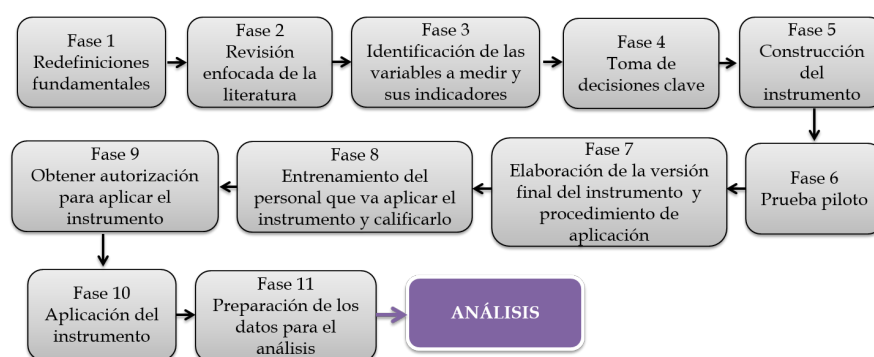 Fase 1
Redefiniciones
fundamentales
Fase 2
Revisión
enfocada de la
literatura
Fase 3
Identificación de las
variables a medir y
sus indicadores
Fase 4
Toma de
decisiones clave
Fase 5
Construcción
del
instrumento
Fase 6
Prueba piloto
Fase 7
Elaboración de la versión
final del instrumento y
procedimiento de
aplicación
Fase 8
Entrenamiento del
personal que va aplicar el
instrumento y calificarlo
Fase 9
Obtener autorización
para aplicar el
instrumento
Fase 10
Aplicación del
instrumento
Fase 11
Preparación de los
datos para el
análisis
ANÁLISIS